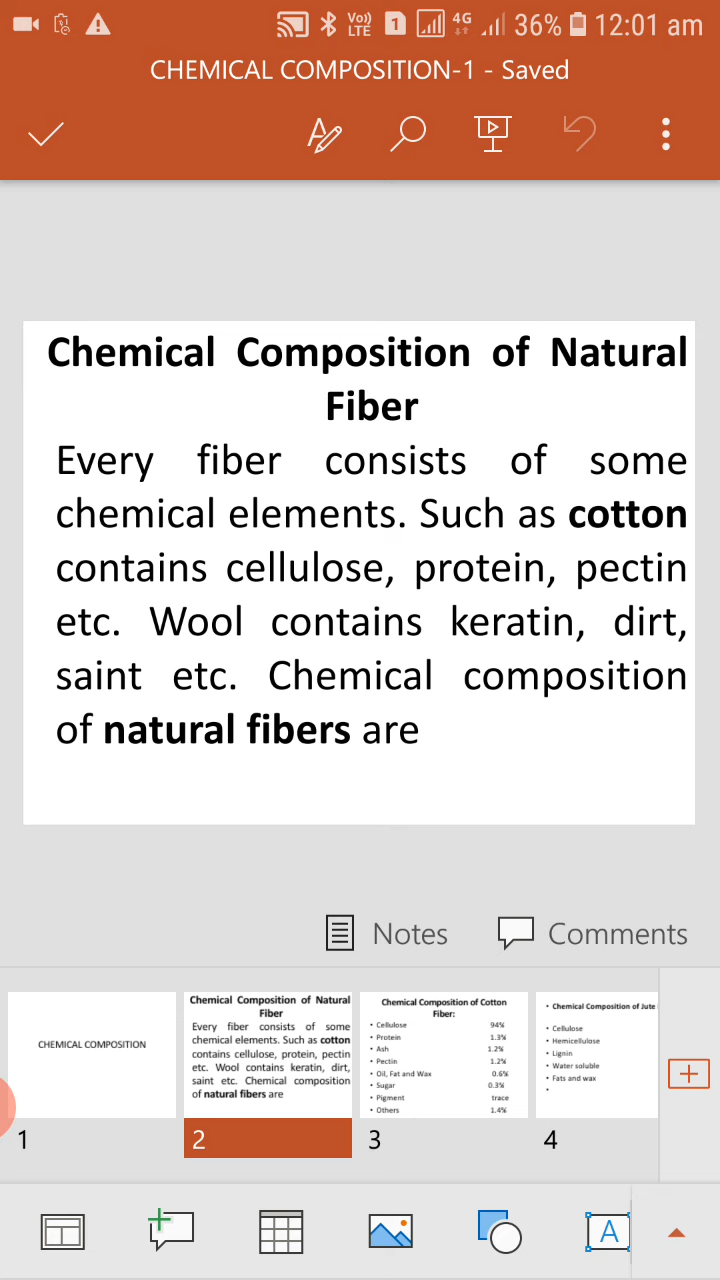 Vo))
LTE
1
4G
36%
12:01 am
CHEMICAL COMPOSITION-1 - Saved
Chemical Composition of Natural
Fiber
Every fiber consists of some
chemical elements. Such as cotton
contains cellulose, protein, pectin
etc. Wool contains keratin, dirt,
saint etc. Chemical composition
of natural fibers are
Notes
Comments
CHEMICAL COMPOSITION
1
Chemical Composition of Natural
Fiber
Every fiber consists of some
chemical elements. Such as cotton
contains cellulose, protein, pectin
etc. Wool contains keratin, dirt,
saint etc. Chemical composition
of natural fibers are
2
Chemical Composition of Cotton
Fiber:
• Cellulose 94%
• Protein 1.3%
• Ash 1.2%
• Pectin 1.2%
• Oil, Fat and Wax 0.6%
• Sugar 0.3%
• Pigment trace
• Others 1.4%
3
• Chemical Composition of Jute
• Cellulose
• Hemicellulose
• Lignin
• Water soluble
• Fats and wax
•
4
A